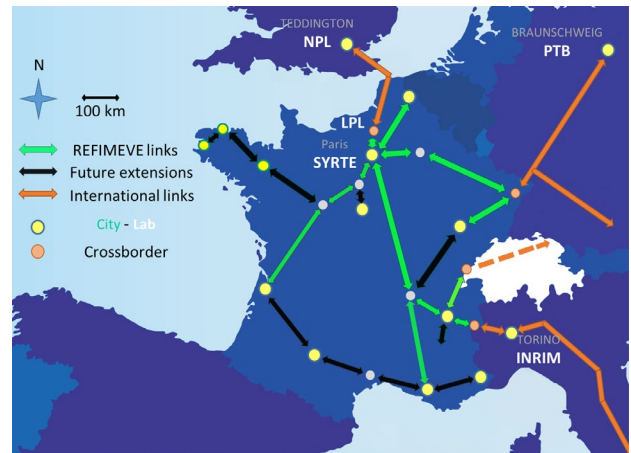 TEDDINGTON
NPL
BRAUNSCHWEIG
PTB
N
100 km
LPL
Paris
SYRTE
REFIMEVE links
Future extensions
International links
City - Lab
Crossborder
TORINO
INRIM